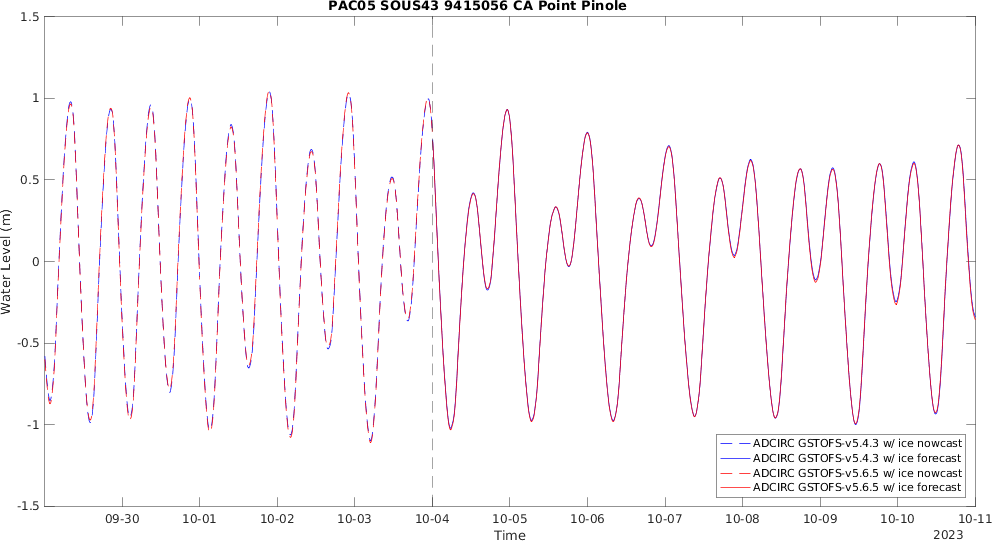 PAC05 SOUS43 9415056 CA Point Pinole
1.5
1
0.5
0
-0.5
-1
-1.5
Water Level (m)
09-30
10-01
10-02
10-03
10-04
10-05
10-06
10-07
10-08
10-09
10-10
10-11
Time
2023
ADCIRC GSTOFS-v5.4.3 w/ ice nowcast
ADCIRC GSTOFS-v5.4.3 w/ ice forecast
ADCIRC GSTOFS-v5.6.5 w/ ice nowcast
ADCIRC GSTOFS-v5.6.5 w/ ice forecast